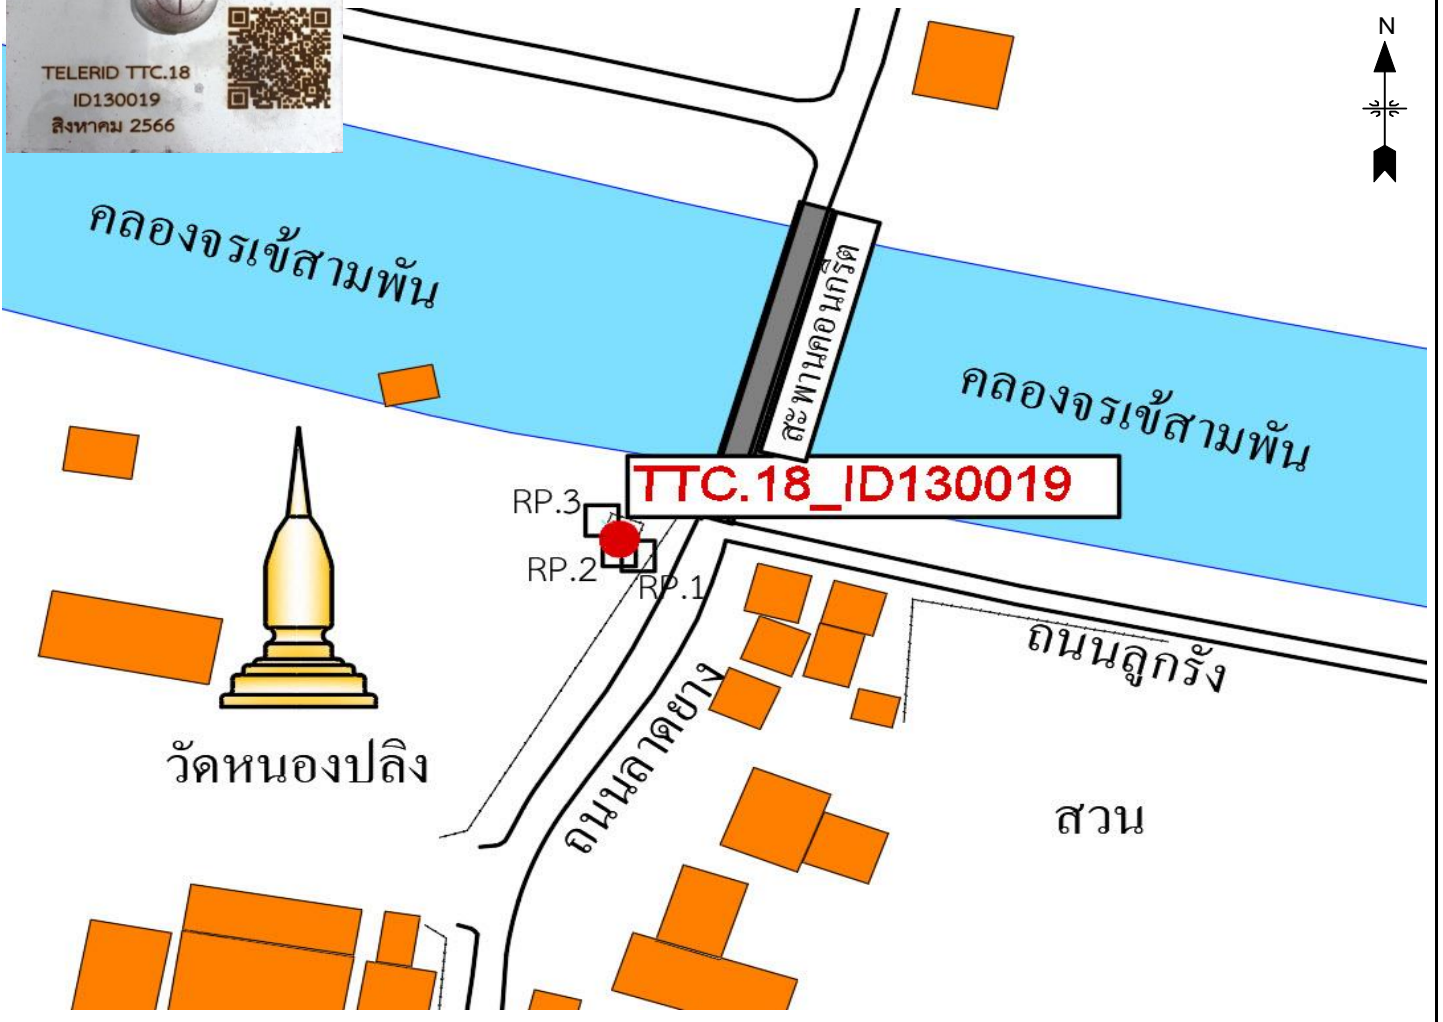 TELERID TTC.18
ID130019
สิงหาคม 2566
N
คลองจรเข้สามพัน
สะพานคอนกรีต
คลองจรเข้สามพัน
TTC.18_ID130019
RP.3
RP.2
RP.1
ถนนลูกรัง
ถนนลาดยาง
วัดหนองปลิง
สวน